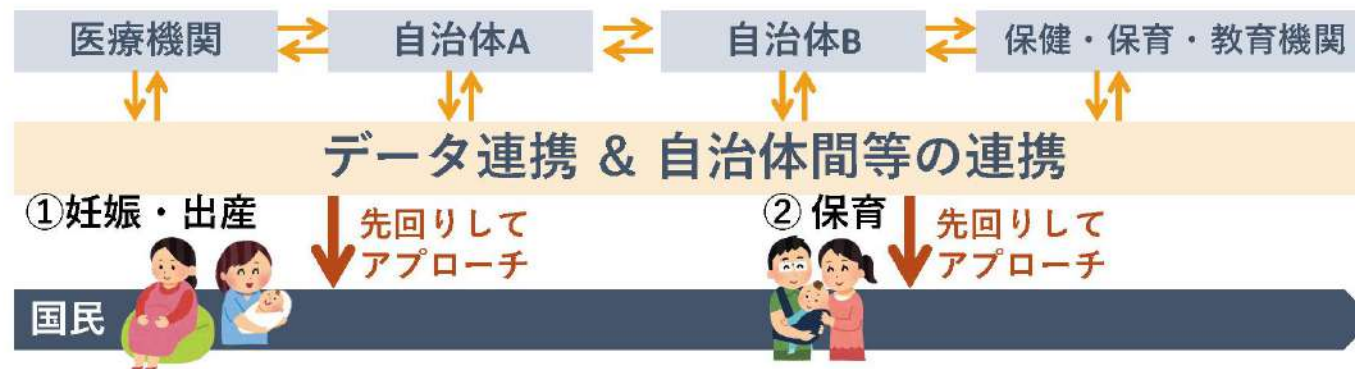 医療機関
自治体A
自治体B
保健・保育・教育機関
データ連携 & 自治体間等の連携
①妊娠・出産
先回りして
アプローチ
② 保育
先回りして
アプローチ
国民